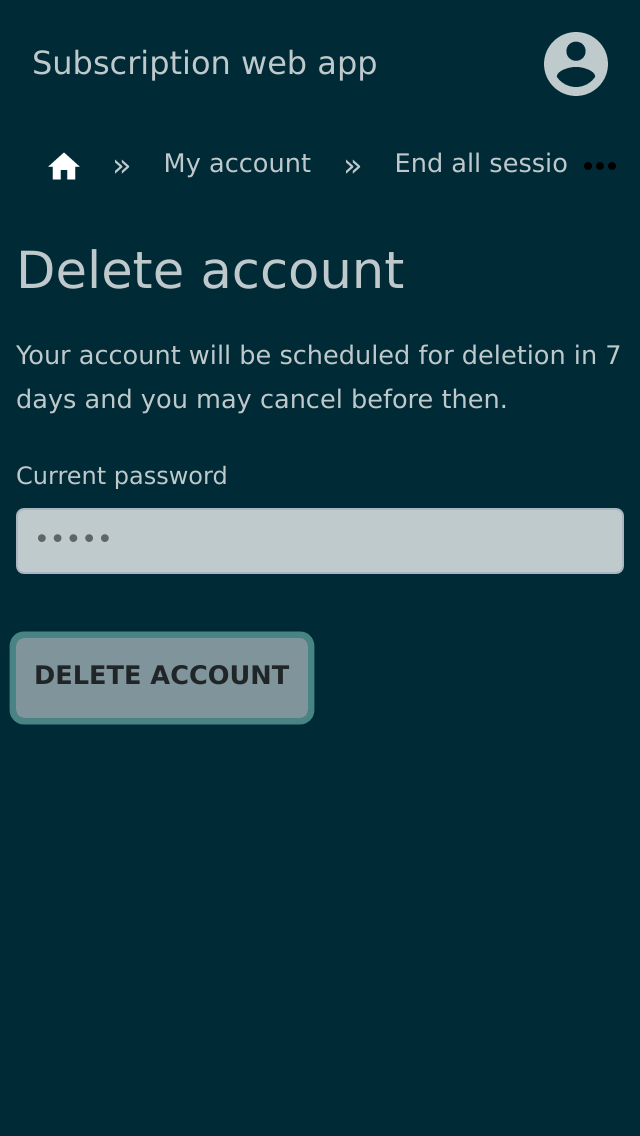 Subscription web app
» My account » End all sessio •••
Delete account
Your account will be scheduled for deletion in 7
days and you may cancel before then.
Current password
•••••
DELETE ACCOUNT